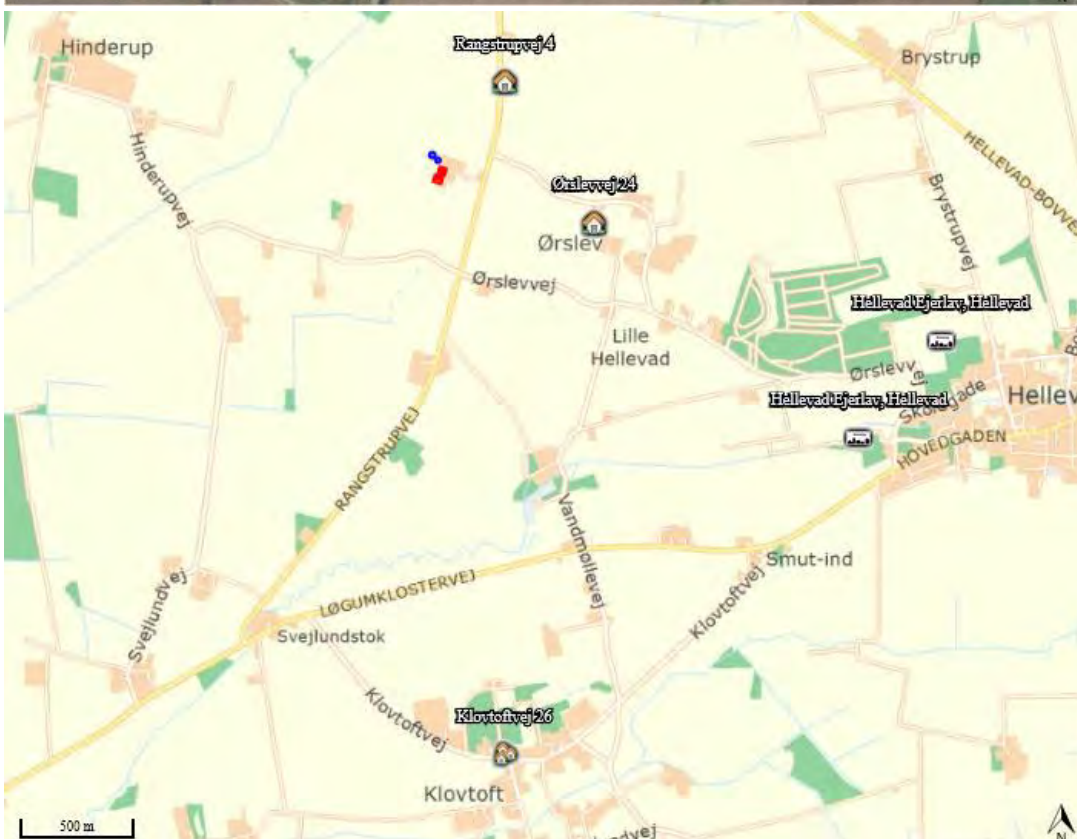 Hinderup
Rangstrupvej 4
Brystrup
HELLEVAD-BOVVEJ
Hinderupvej
Ørslevvej 24
Brystrupvej
Ørslev
Ørslevvej
Hellevad Ejerlav, Hellevad
Lille
Hellevad
Ørslevvej
Skolegade
Hellev
Hellevad Ejerlav, Hellevad
HOVEDGADEN
RANGSTRUPVEJ
Vandmøllevej
Smut-ind
LØGUMKLOSTERVEJ
Klovtoftvej
Svejlundvej
Svejlundstok
Klovtoftvej
Klovtoftvej 26
Klovtoft
500 m
N